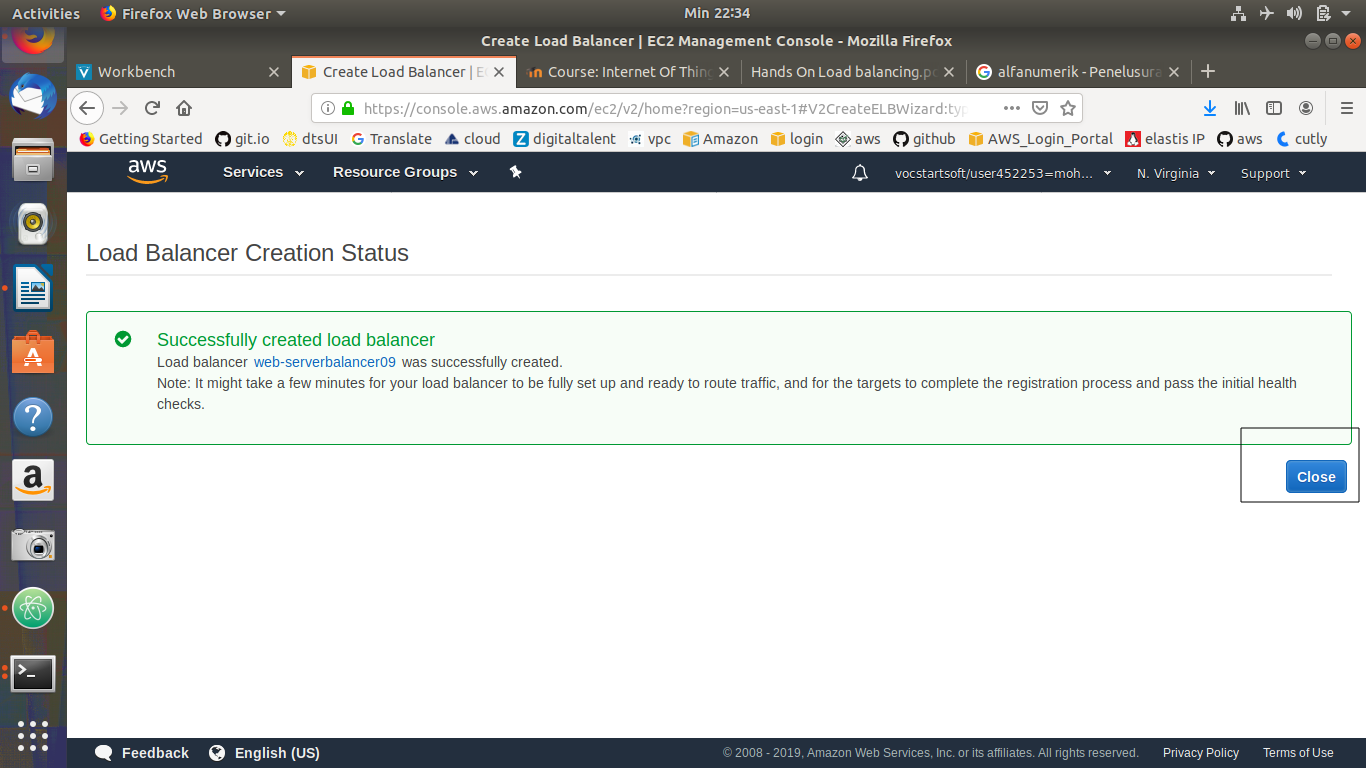 Activities
Firefox Web Browser
Min 22:34
Create Load Balancer | EC2 Management Console - Mozilla Firefox
Workbench
Create Load Balancer | EC
Course: Internet Of Thing
Hands On Load balancing.pd
alfanumerik - Penelusura
https://console.aws.amazon.com/ec2/v2/home?region=us-east-1#V2CreateELBWizard:typ
Getting Started
git.io
dtsUI
Translate
cloud
digitaltalent
vpc
Amazon
login
aws
github
AWS_Login_Portal
elastis IP
aws
cutly
aws
Services
Resource Groups
vocstartsoft/user452253=moh...
N. Virginia
Support
Load Balancer Creation Status
Successfully created load balancer
Load balancer web-serverbalancer09 was successfully created.
Note: It might take a few minutes for your load balancer to be fully set up and ready to route traffic, and for the targets to complete the registration process and pass the initial health
checks.
Close
Feedback
English (US)
© 2008 - 2019, Amazon Web Services, Inc. or its affiliates. All rights reserved.
Privacy Policy
Terms of Use